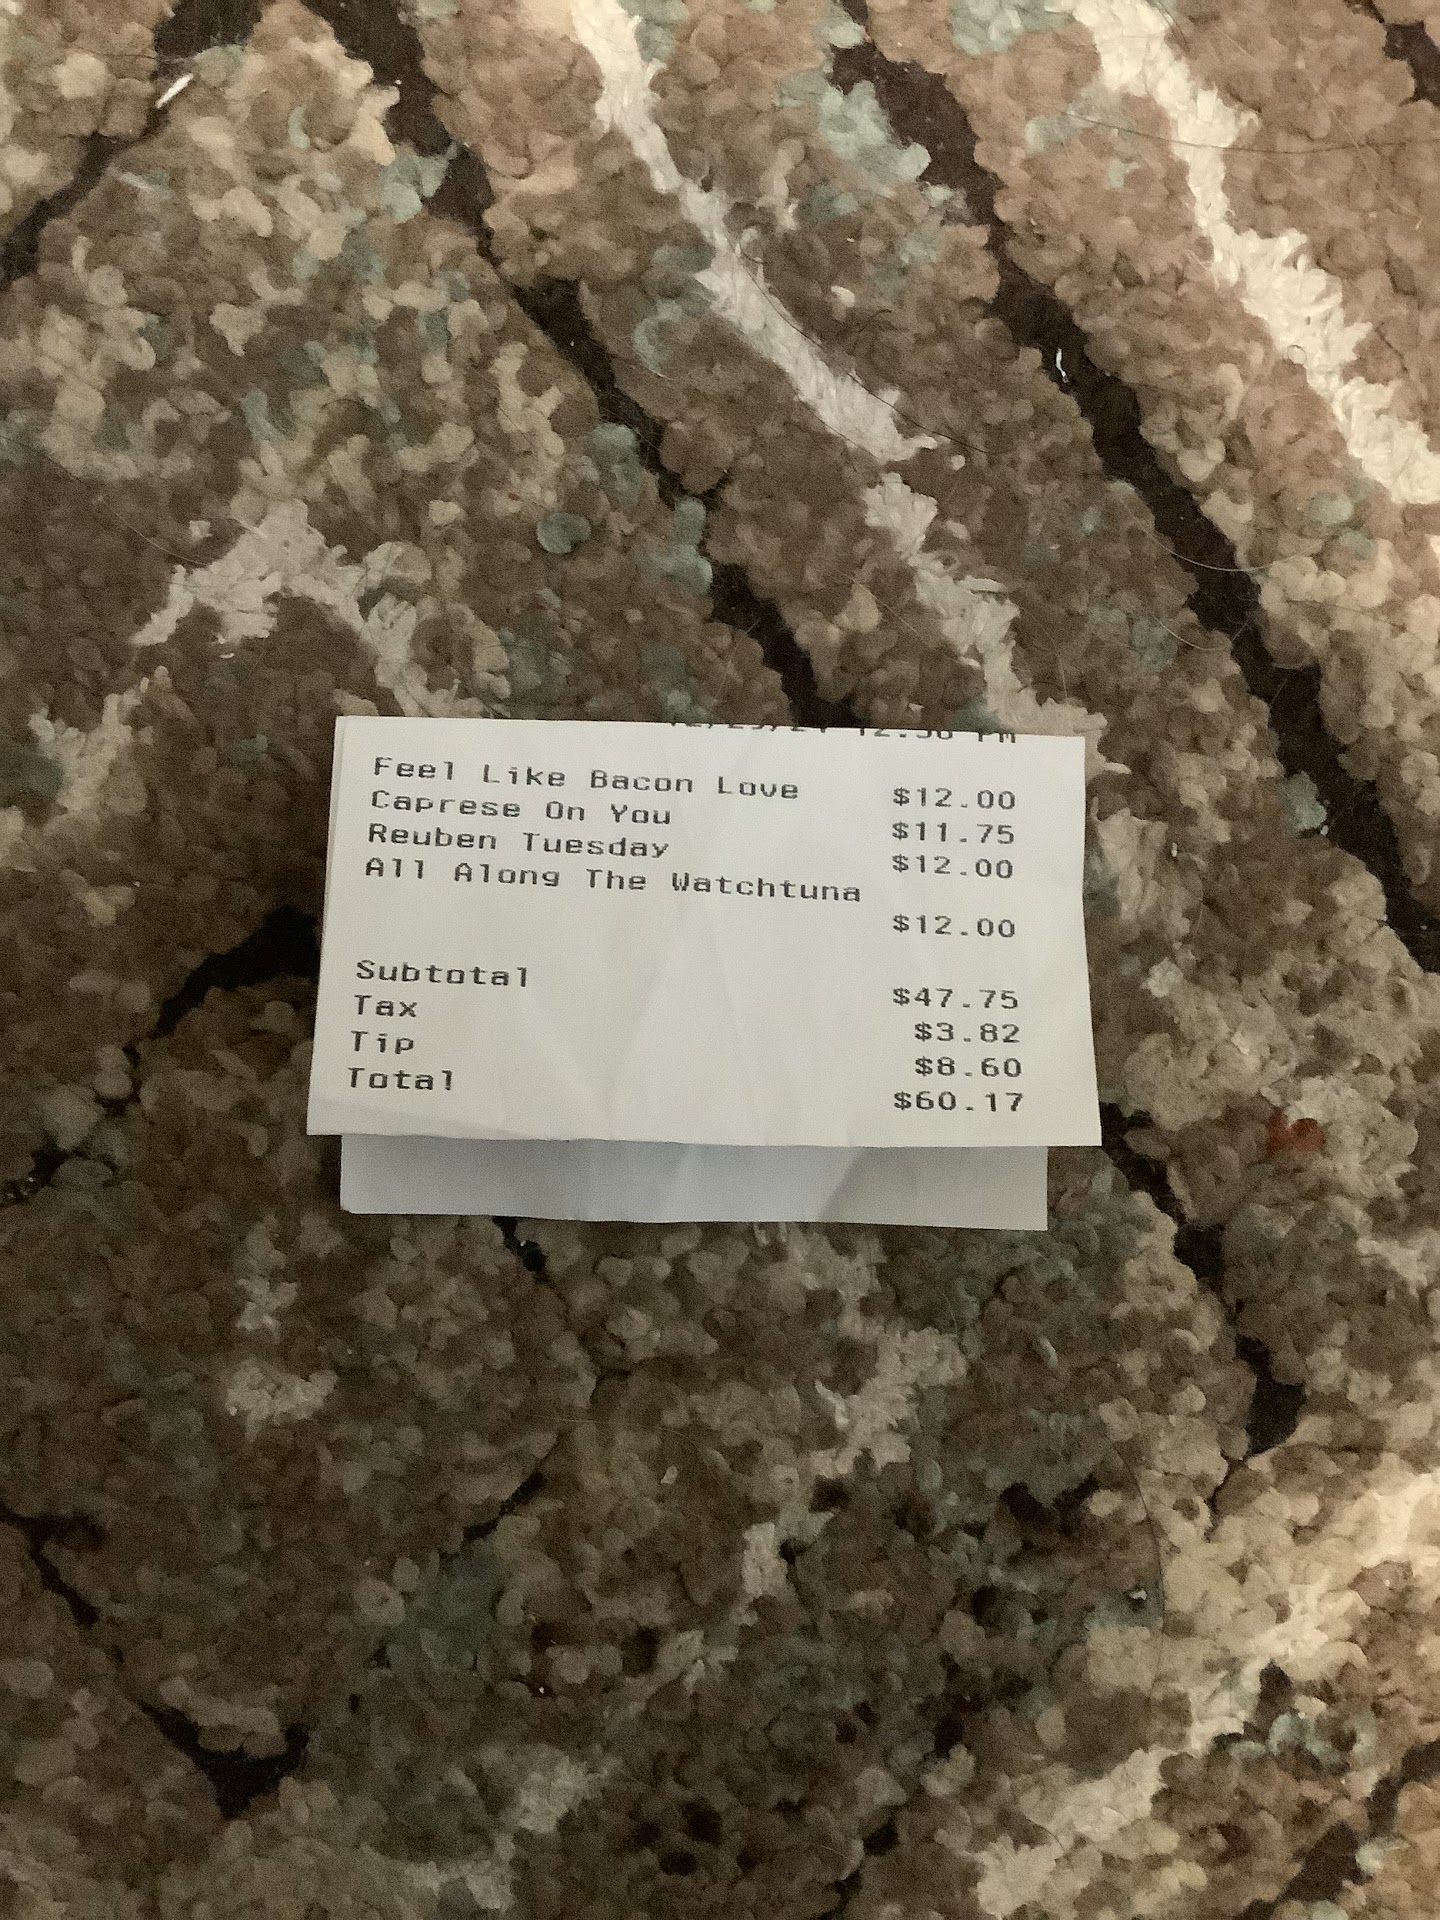 Feel Like Bacon Love $12.00
Caprese On You $11.75
Reuben Tuesday $12.00
All Along The Watchtuna
$12.00
Subtotal $47.75
Tax $3.82
Tip $8.60
Total $60.17